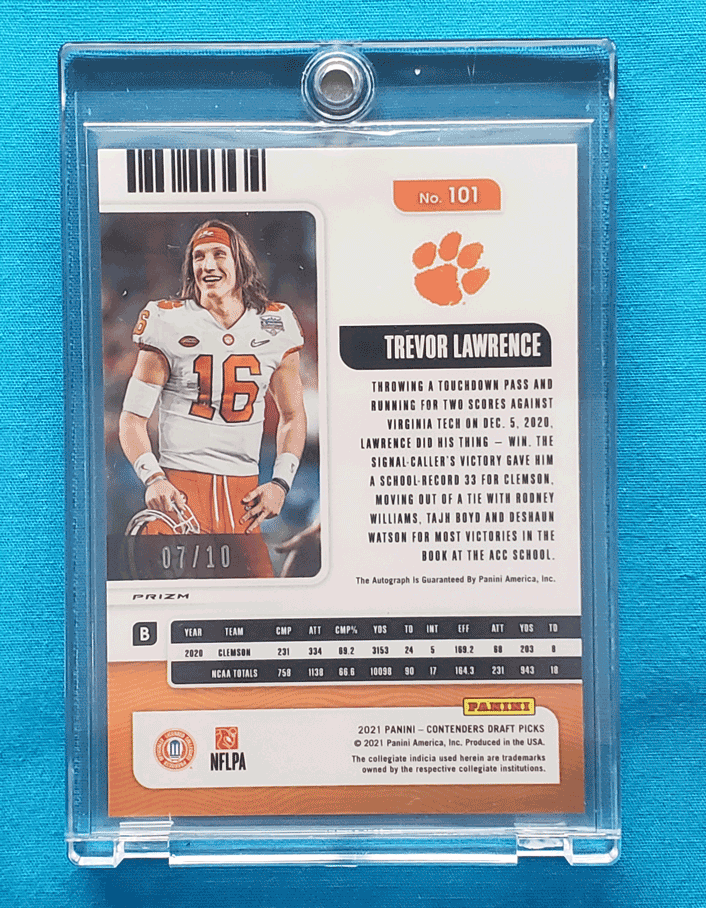 No. 101
TREVOR LAWRENCE
THROWING A TOUCHDOWN PASS AND
RUNNING FOR TWO SCORES AGAINST
VIRGINIA TECH ON DEC. 5, 2020,
LAWRENCE DID HIS THING – WIN. THE
SIGNAL-CALLER'S VICTORY GAVE HIM
A SCHOOL-RECORD 33 FOR CLEMSON,
MOVING OUT OF A TIE WITH RODNEY
WILLIAMS, TAJH BOYD AND DESHAUN
WATSON FOR MOST VICTORIES IN THE
BOOK AT THE ACC SCHOOL.
The Autograph Is Guaranteed By Panini America, Inc.
16
16
07/10
PRIZM
B
YEAR TEAM CMP ATT CMP% YDS TD INT EFF ATT YDS TD
2020 CLEMSON 231 334 69.2 3153 24 5 169.2 68 203 8
NCAA TOTALS 758 1138 66.6 10098 90 17 164.3 231 943 18
PANINI
2021 PANINI – CONTENDERS DRAFT PICKS
© 2021 Panini America, Inc. Produced in the USA.
The collegiate indicia used herein are trademarks
owned by the respective collegiate institutions.
NFLPA